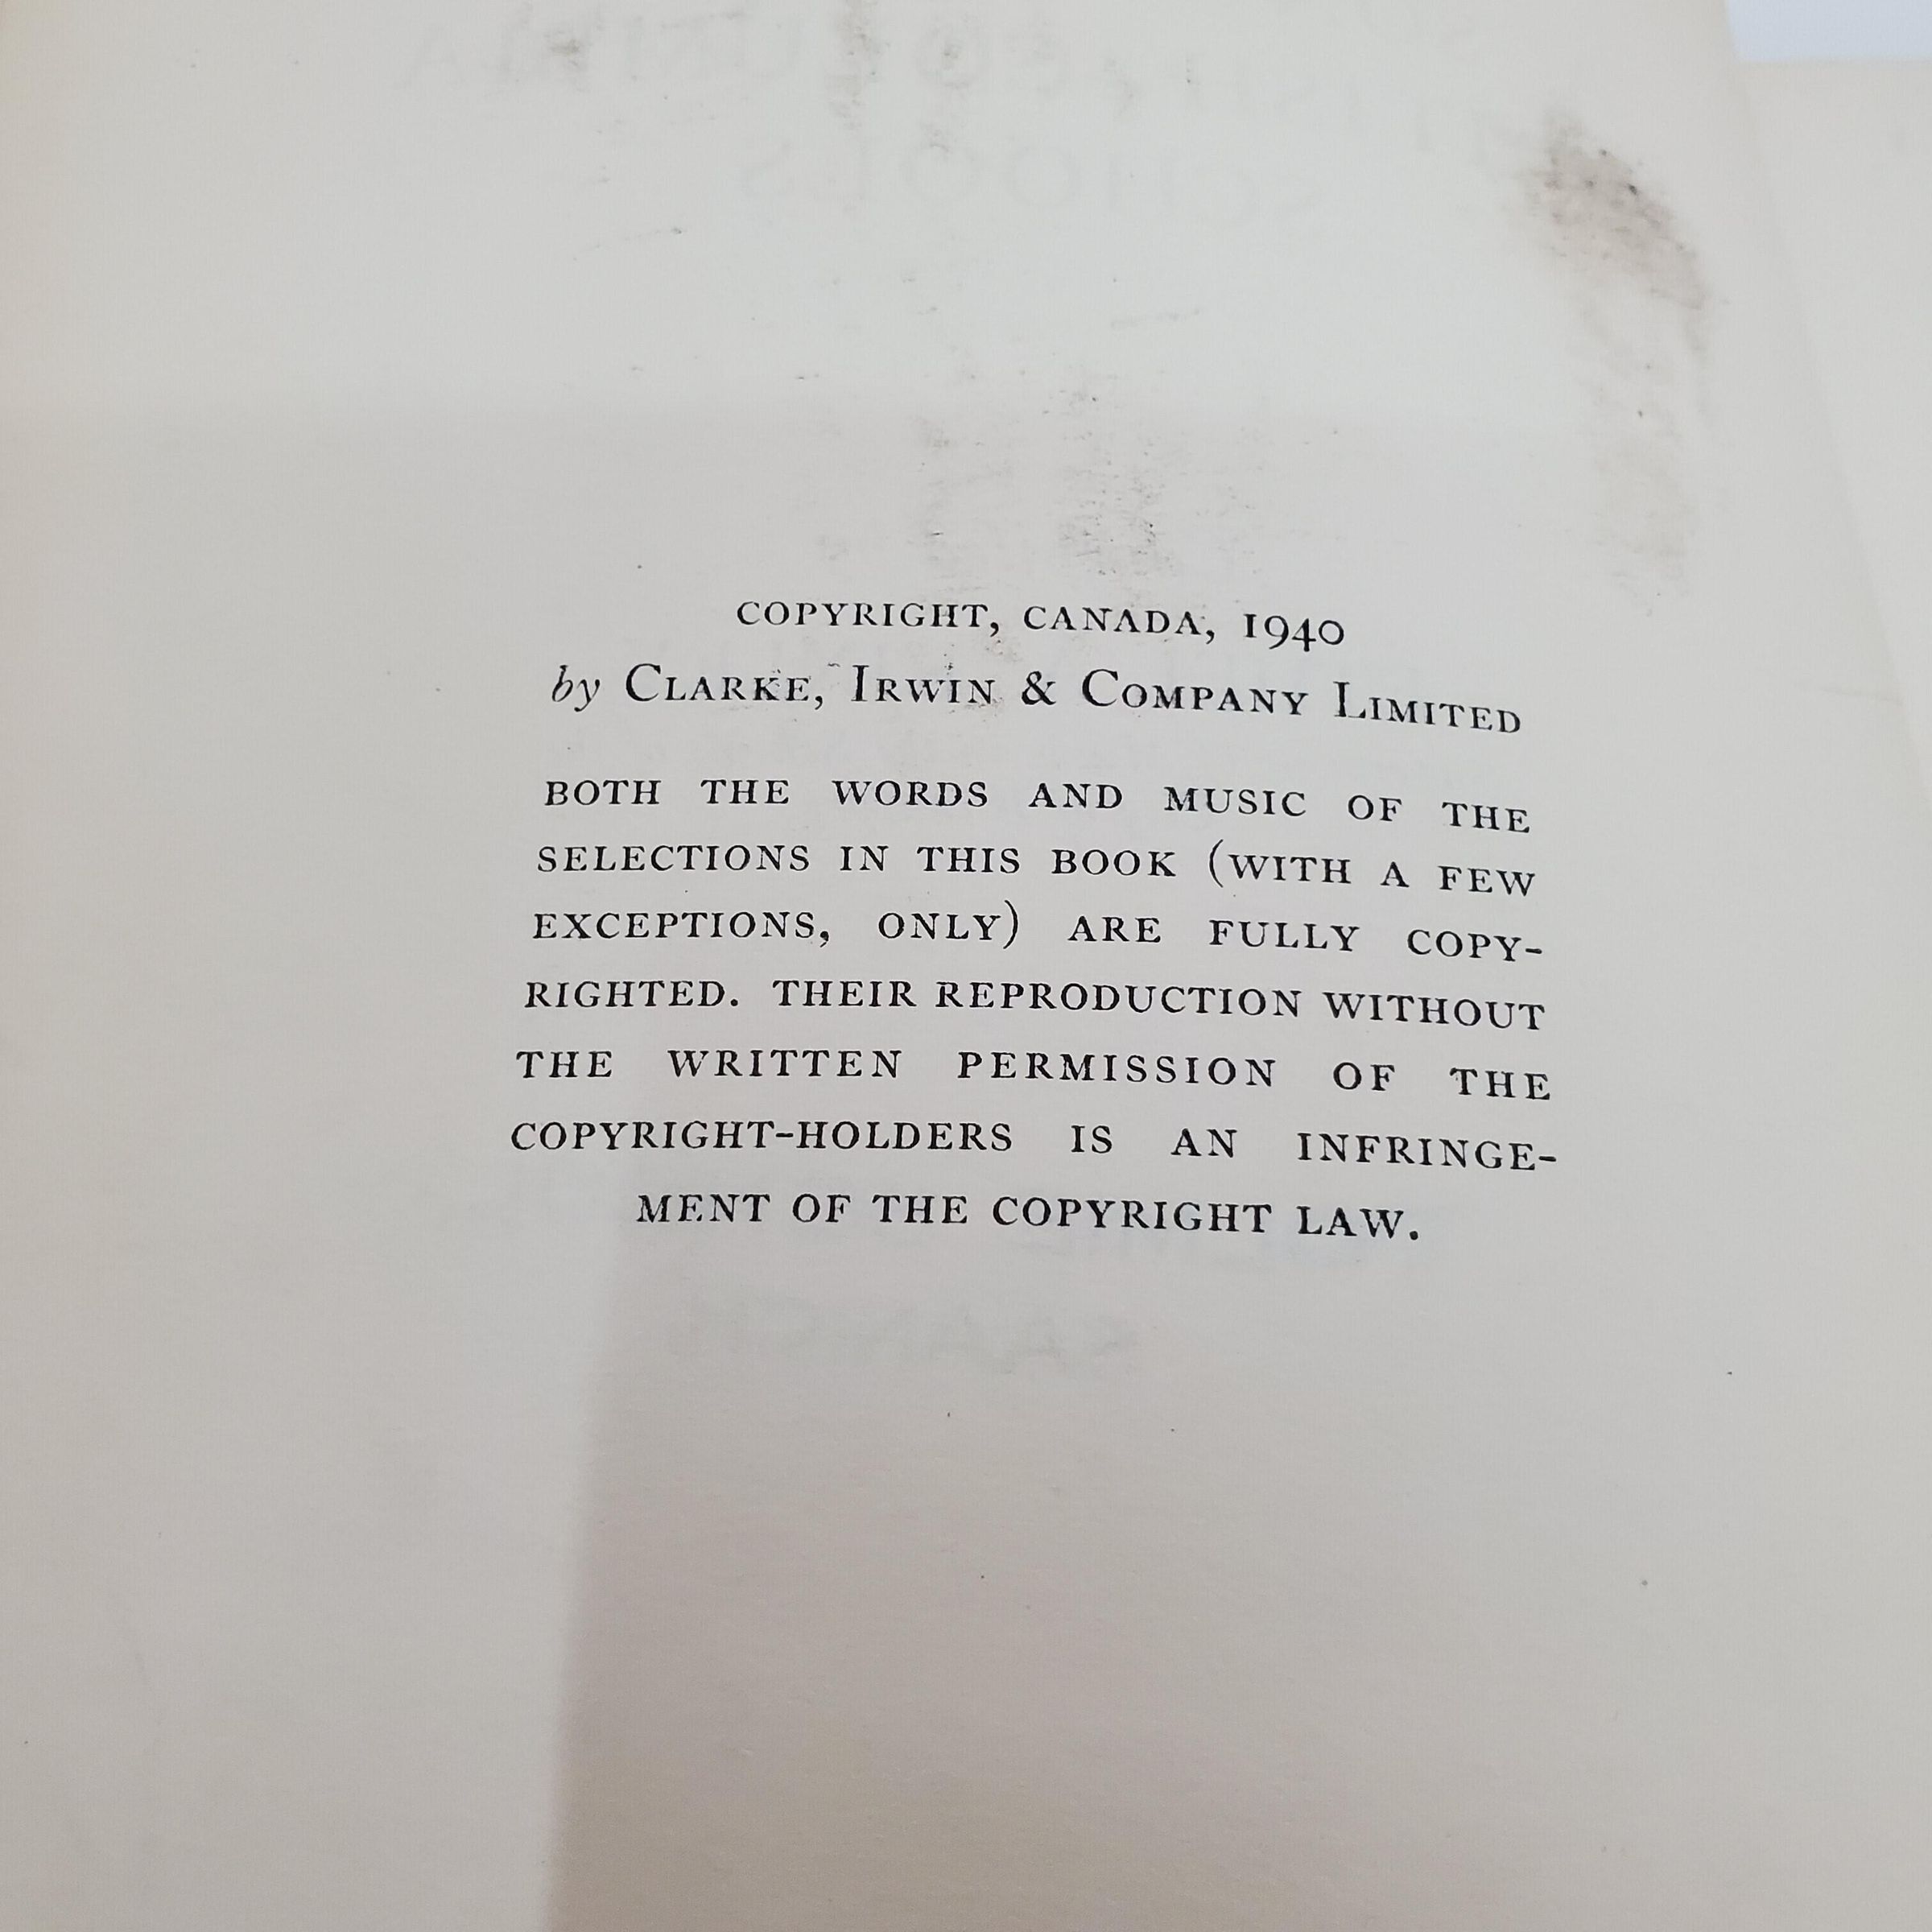 COPYRIGHT, CANADA, 1940
by CLARKE, IRWIN & COMPANY LIMITED
BOTH THE WORDS AND MUSIC OF THE
SELECTIONS IN THIS BOOK (WITH A FEW
EXCEPTIONS, ONLY) ARE FULLY COPY-
RIGHTED. THEIR REPRODUCTION WITHOUT
THE WRITTEN PERMISSION OF THE
COPYRIGHT-HOLDERS IS AN INFRINGE-
MENT OF THE COPYRIGHT LAW.